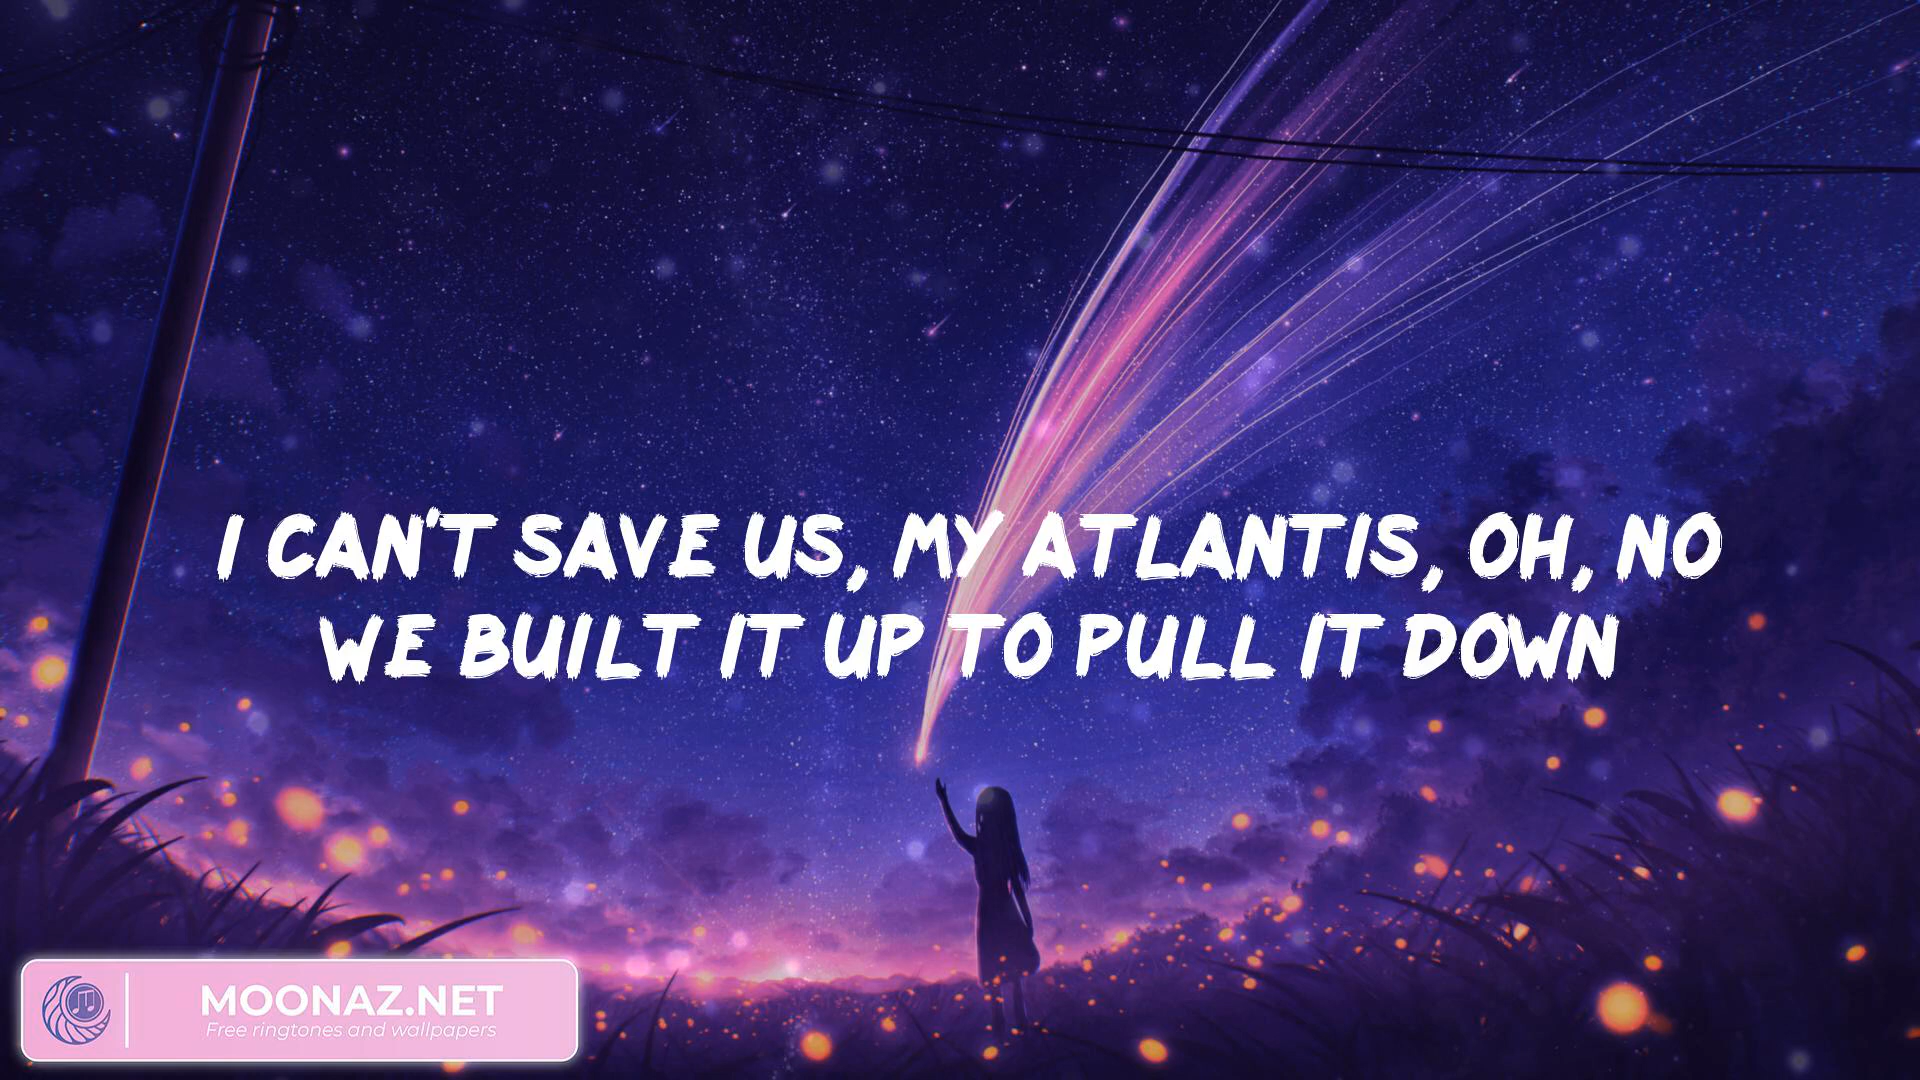 I CAN'T SAVE US, MY ATLANTIS, OH, NO
WE BUILT IT UP TO PULL IT DOWN
MOONAZ.NET
Free ringtones and wallpapers